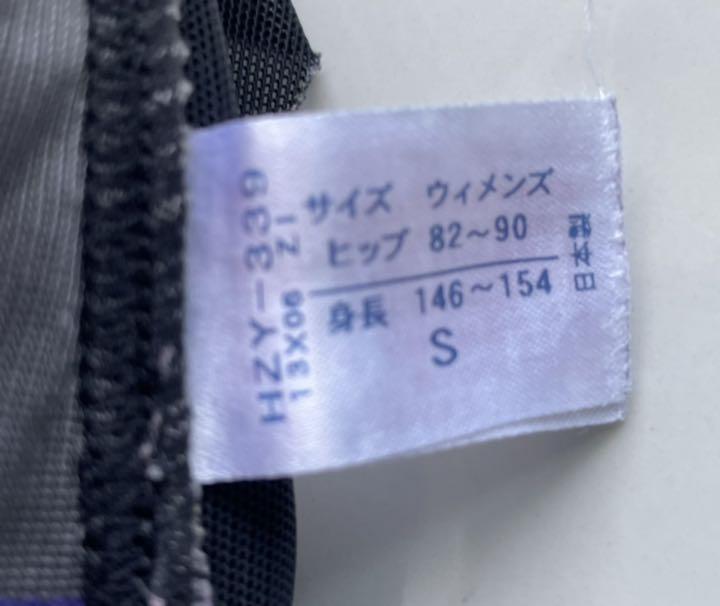 サイズ ウィメンズ
ヒップ 82～90
身長 146～154
S
日本製
HZY-339
13X06 Z1